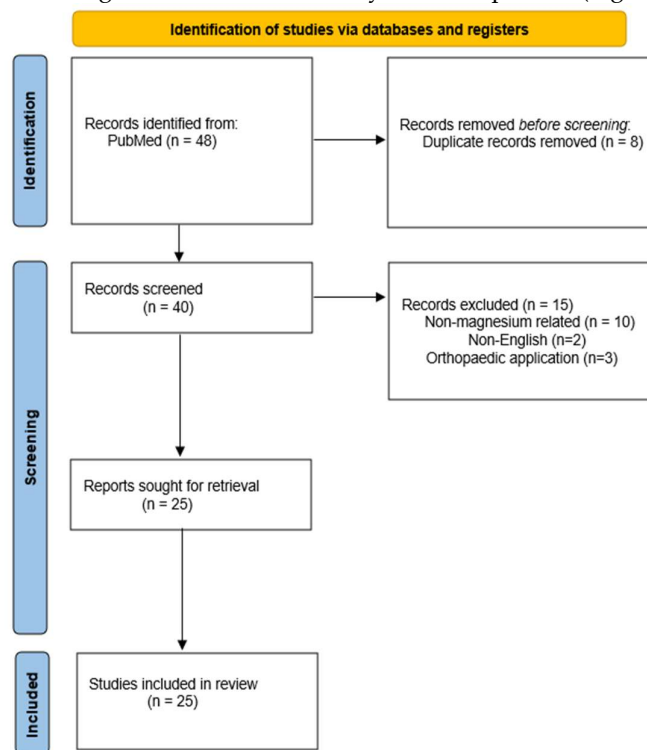 Identification of studies via databases and registers
Identification
Records identified from:
PubMed (n = 48)
Records removed before screening:
Duplicate records removed (n = 8)
Screening
Records screened
(n = 40)
Records excluded (n = 15)
Non-magnesium related (n = 10)
Non-English (n=2)
Orthopaedic application (n=3)
Reports sought for retrieval
(n = 25)
Included
Studies included in review
(n = 25)